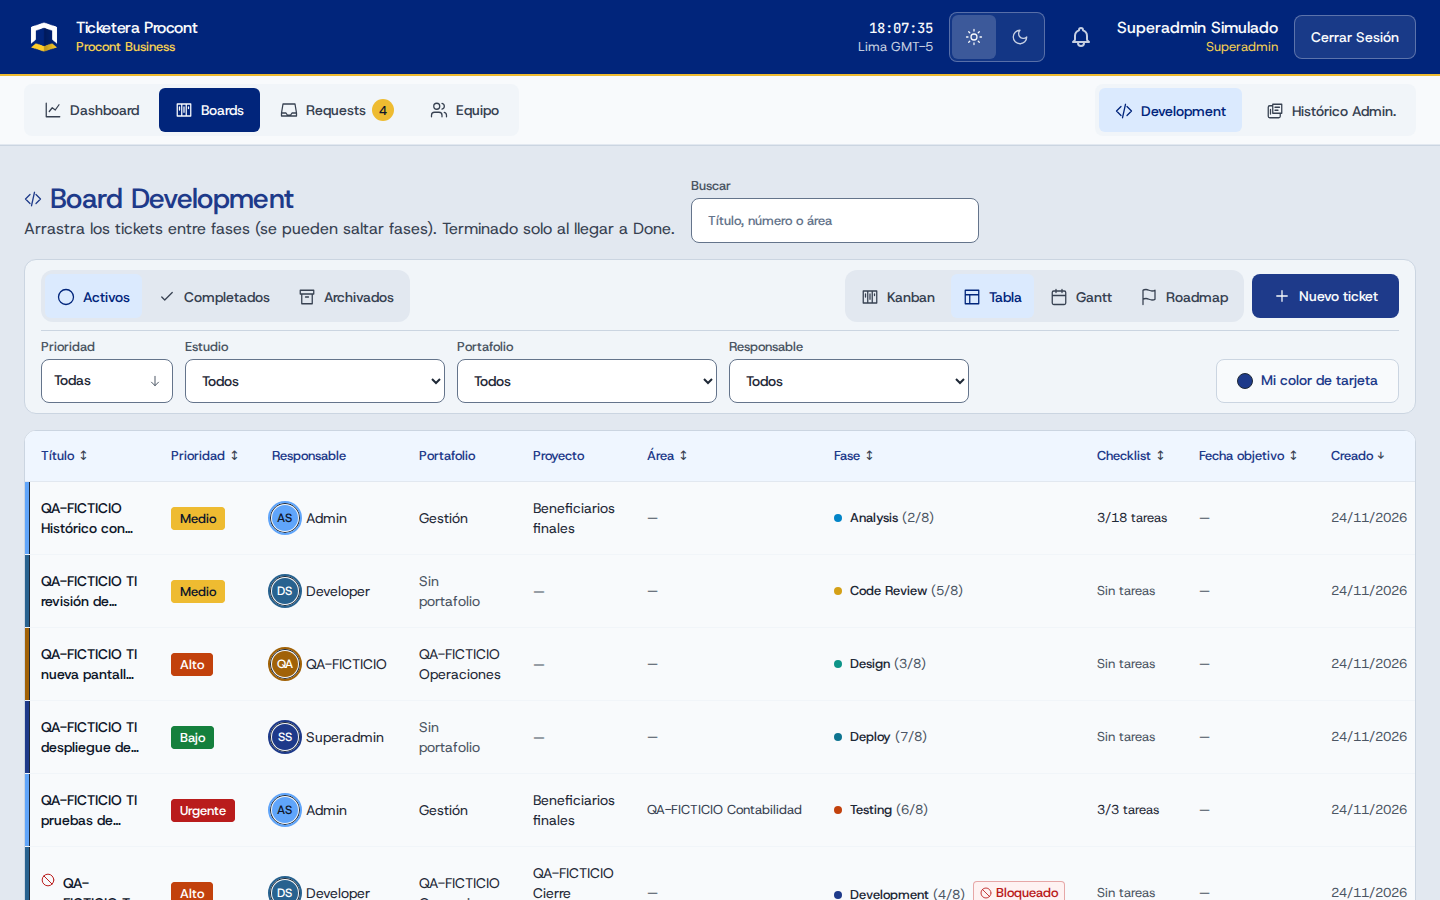 Ticketera Procont
Procont Business
18:07:35
Lima GMT-5
Superadmin Simulado
Superadmin
Cerrar Sesión
Dashboard
Boards
Requests 4
Equipo
Development
Histórico Admin.
Board Development
Arrastra los tickets entre fases (se pueden saltar fases). Terminado solo al llegar a Done.
Buscar
Título, número o área
Activos
Completados
Archivados
Kanban
Tabla
Gantt
Roadmap
Nuevo ticket
Prioridad
Estudio
Portafolio
Responsable
Todas
Todos
Todos
Todos
Mi color de tarjeta
Título ↕ Prioridad ↕ Responsable Portafolio Proyecto Área ↕ Fase ↕ Checklist ↕ Fecha objetivo ↕ Creado ↓
QA-FICTICIO
Histórico con…
Medio
AS Admin
Gestión
Beneficiarios
finales
—
Analysis (2/8)
3/18 tareas
—
24/11/2026
QA-FICTICIO TI
revisión de…
Medio
DS Developer
Sin
portafolio
—
—
Code Review (5/8)
Sin tareas
—
24/11/2026
QA-FICTICIO TI
nueva pantall…
Alto
QA QA-FICTICIO
QA-FICTICIO
Operaciones
—
—
Design (3/8)
Sin tareas
—
24/11/2026
QA-FICTICIO TI
despliegue de…
Bajo
SS Superadmin
Sin
portafolio
—
—
Deploy (7/8)
Sin tareas
—
24/11/2026
QA-FICTICIO TI
pruebas de…
Urgente
AS Admin
Gestión
Beneficiarios
finales
QA-FICTICIO Contabilidad
Testing (6/8)
3/3 tareas
—
24/11/2026
QA-
Alto
DS Developer
QA-FICTICIO
QA-FICTICIO
Cierre
—
Development (4/8)
Bloqueado
Sin tareas
—
24/11/2026